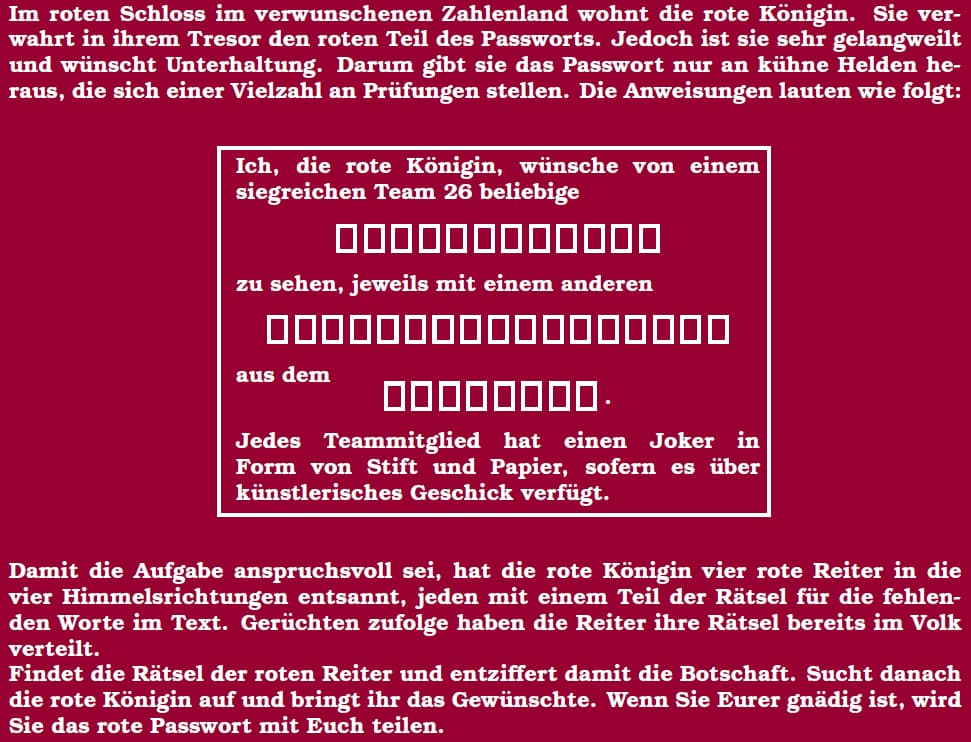 Im roten Schloss im verwunschenen Zahlenland wohnt die rote Königin. Sie ver-
wahrt in ihrem Tresor den roten Teil des Passworts. Jedoch ist sie sehr gelangweilt
und wünscht Unterhaltung. Darum gibt sie das Passwort nur an kühne Helden he-
raus, die sich einer Vielzahl an Prüfungen stellen. Die Anweisungen lauten wie folgt:
Ich, die rote Königin, wünsche von einem
siegreichen Team 26 beliebige
zu sehen, jeweils mit einem anderen
aus dem
.
Jedes Teammitglied hat einen Joker in
Form von Stift und Papier, sofern es über
künstlerisches Geschick verfügt.
Damit die Aufgabe anspruchsvoll sei, hat die rote Königin vier rote Reiter in die
vier Himmelsrichtungen entsannt, jeden mit einem Teil der Rätsel für die fehlen-
den Worte im Text. Gerüchten zufolge haben die Reiter ihre Rätsel bereits im Volk
verteilt.
Findet die Rätsel der roten Reiter und entziffert damit die Botschaft. Sucht danach
die rote Königin auf und bringt ihr das Gewünschte. Wenn Sie Eurer gnädig ist, wird
Sie das rote Passwort mit Euch teilen.